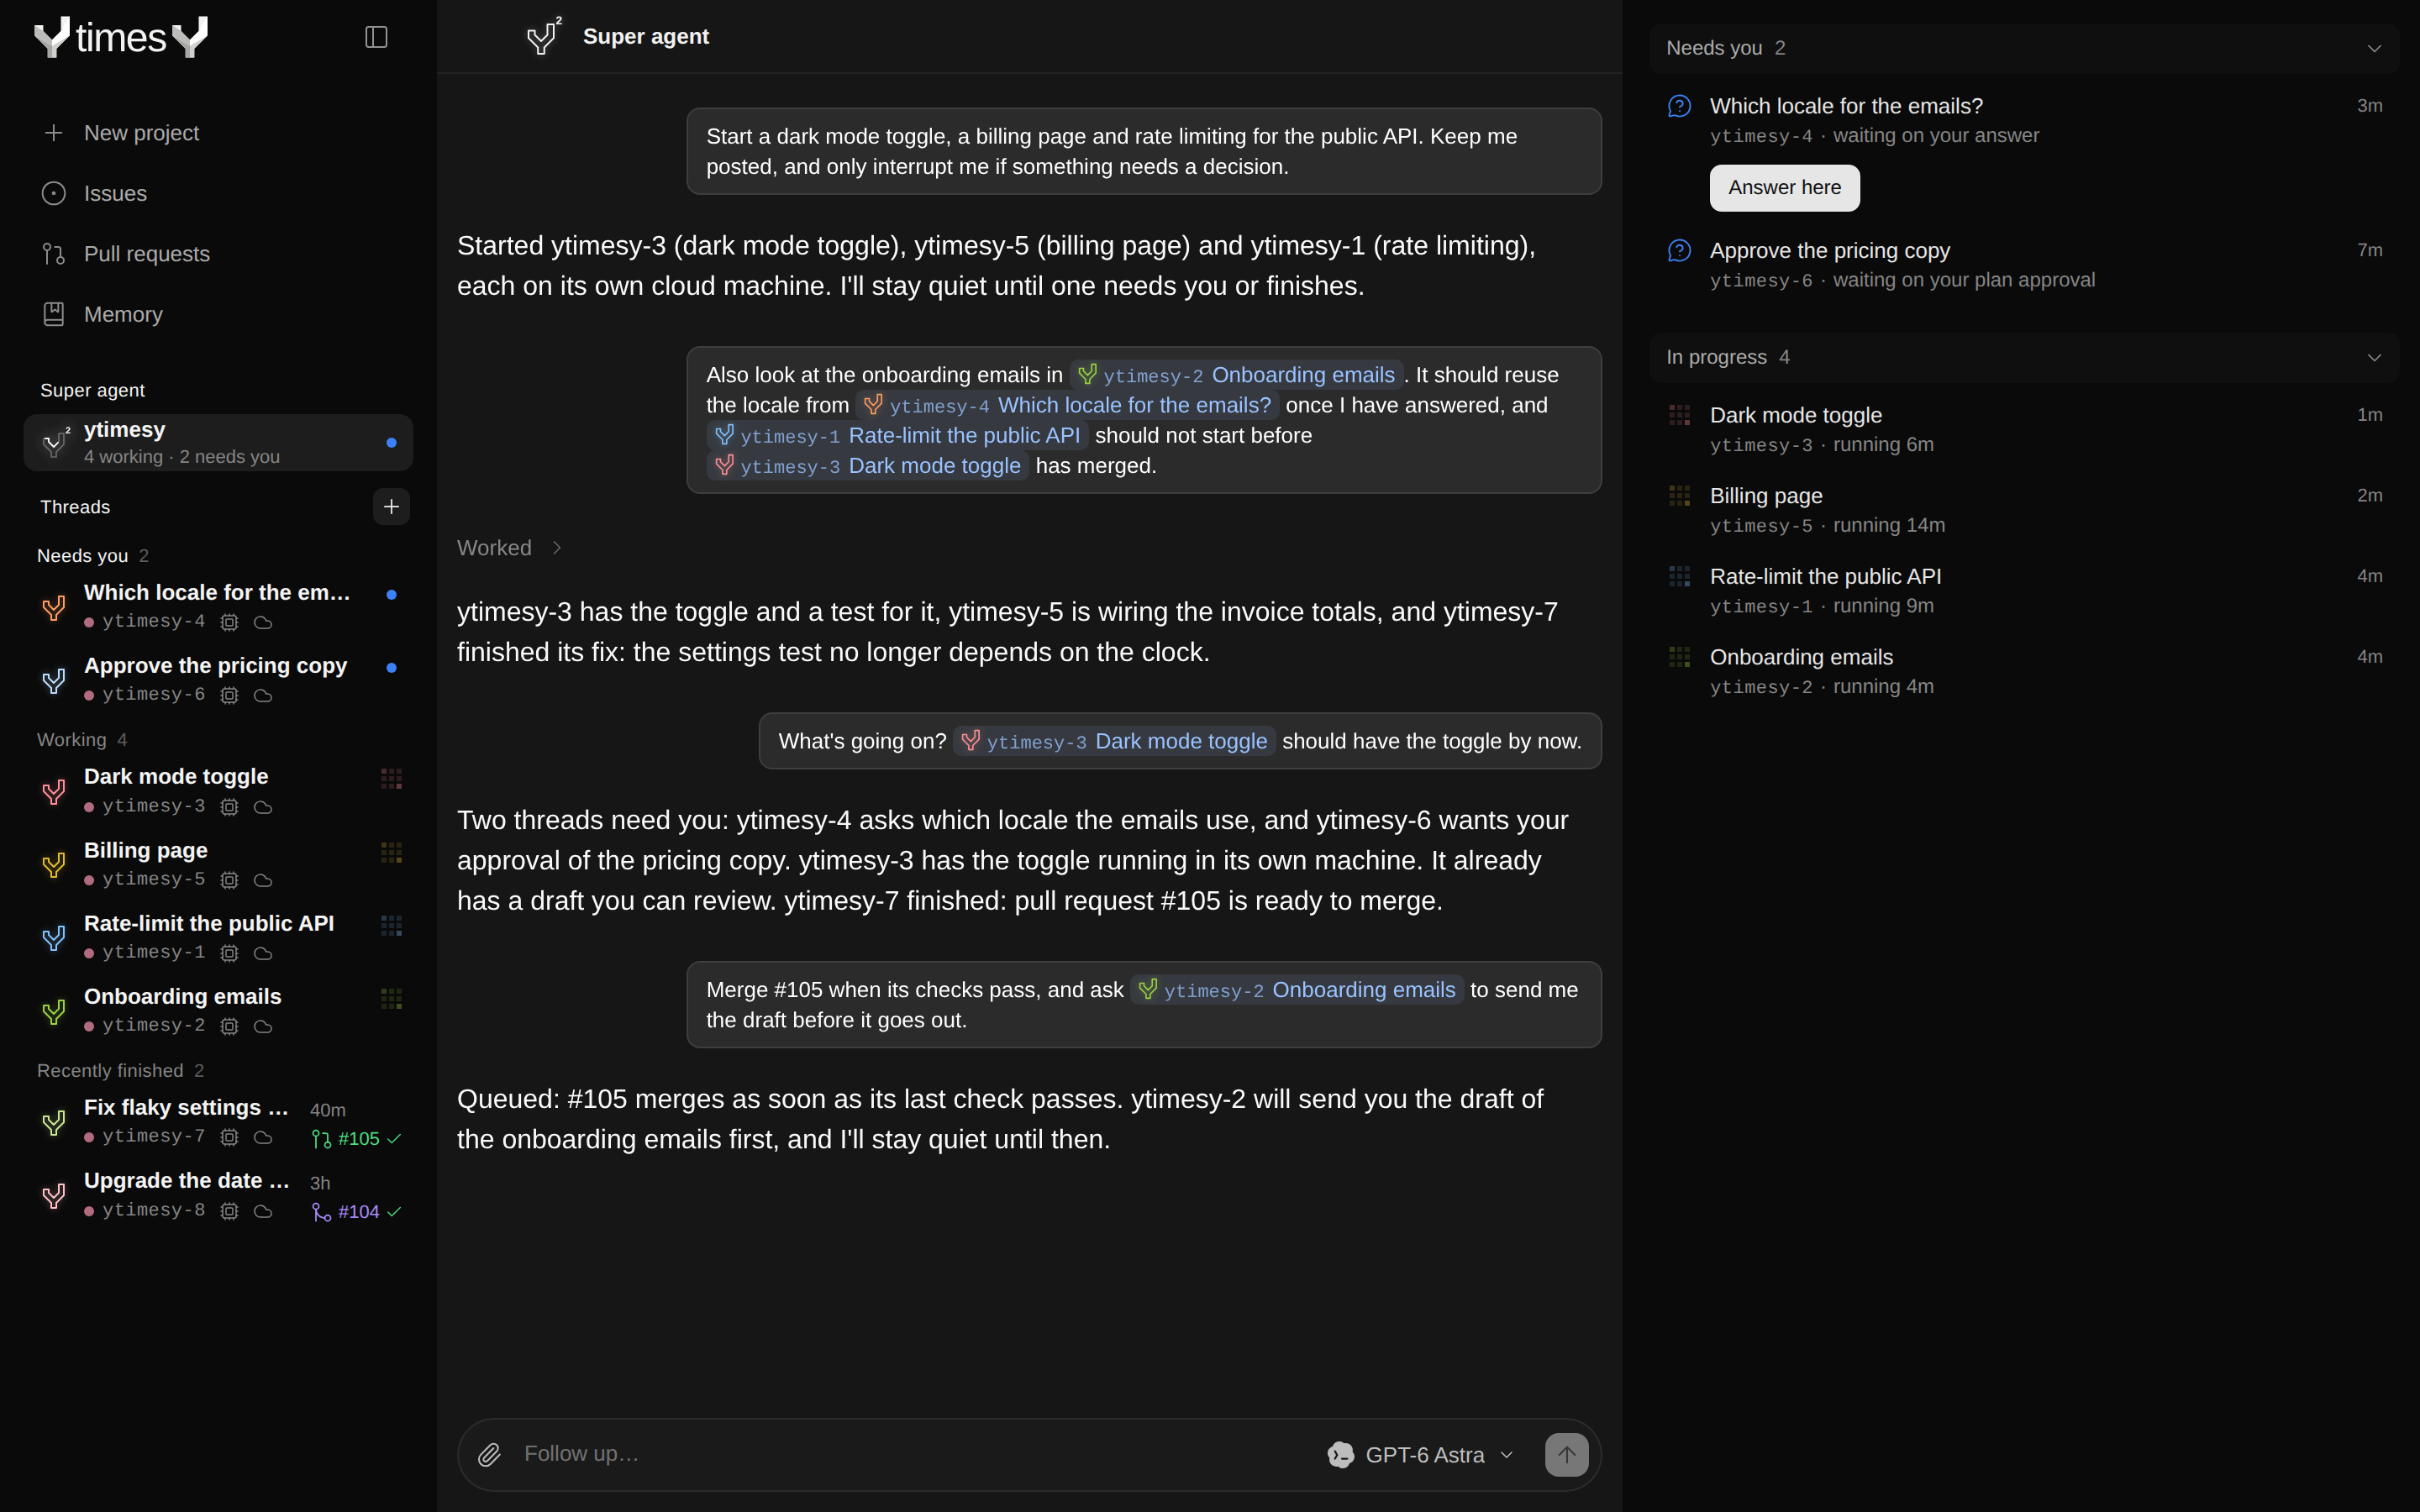 times
New project
Issues
Pull requests
Memory
Super agent
2
ytimesy
4 working · 2 needs you
Threads
Needs you 2
Which locale for the em…
ytimesy-4
Approve the pricing copy
ytimesy-6
Working 4
Dark mode toggle
ytimesy-3
Billing page
ytimesy-5
Rate-limit the public API
ytimesy-1
Onboarding emails
ytimesy-2
Recently finished 2
Fix flaky settings … 40m
ytimesy-7 #105
Upgrade the date … 3h
ytimesy-8 #104
2
Super agent
Start a dark mode toggle, a billing page and rate limiting for the public API. Keep me
posted, and only interrupt me if something needs a decision.
Started ytimesy-3 (dark mode toggle), ytimesy-5 (billing page) and ytimesy-1 (rate limiting),
each on its own cloud machine. I'll stay quiet until one needs you or finishes.
Also look at the onboarding emails in ytimesy-2 Onboarding emails. It should reuse
the locale from ytimesy-4 Which locale for the emails? once I have answered, and
ytimesy-1 Rate-limit the public API should not start before
ytimesy-3 Dark mode toggle has merged.
Worked
ytimesy-3 has the toggle and a test for it, ytimesy-5 is wiring the invoice totals, and ytimesy-7
finished its fix: the settings test no longer depends on the clock.
What's going on? ytimesy-3 Dark mode toggle should have the toggle by now.
Two threads need you: ytimesy-4 asks which locale the emails use, and ytimesy-6 wants your
approval of the pricing copy. ytimesy-3 has the toggle running in its own machine. It already
has a draft you can review. ytimesy-7 finished: pull request #105 is ready to merge.
Merge #105 when its checks pass, and ask ytimesy-2 Onboarding emails to send me
the draft before it goes out.
Queued: #105 merges as soon as its last check passes. ytimesy-2 will send you the draft of
the onboarding emails first, and I'll stay quiet until then.
Follow up…
GPT-6 Astra
Needs you 2
Which locale for the emails? 3m
ytimesy-4 · waiting on your answer
Answer here
Approve the pricing copy 7m
ytimesy-6 · waiting on your plan approval
In progress 4
Dark mode toggle 1m
ytimesy-3 · running 6m
Billing page 2m
ytimesy-5 · running 14m
Rate-limit the public API 4m
ytimesy-1 · running 9m
Onboarding emails 4m
ytimesy-2 · running 4m